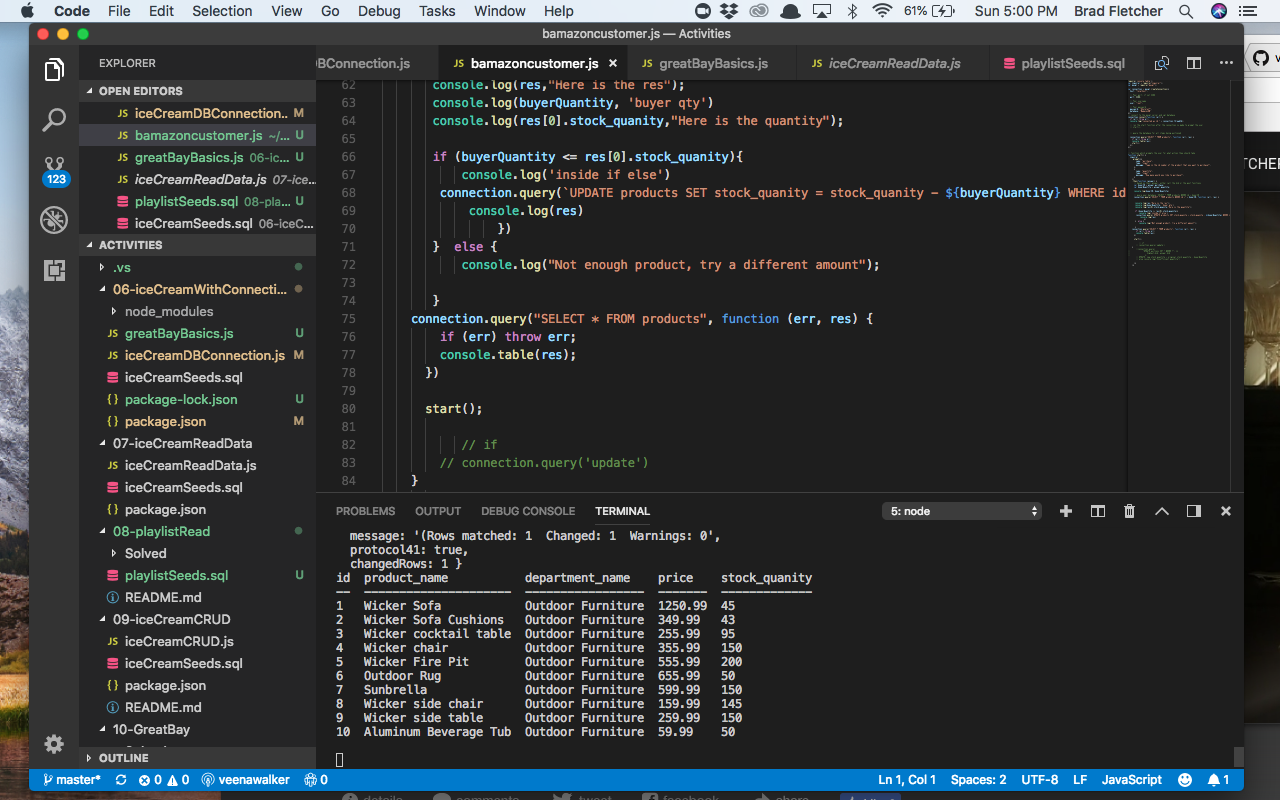 Code File Edit Selection View Go Debug Tasks Window Help 61% Sun 5:00 PM Brad Fletcher
bamazoncustomer.js — Activities
EXPLORER
DBConnection.js JS bamazoncustomer.js × JS greatBayBasics.js JS iceCreamReadData.js playlistSeeds.sql
OPEN EDITORS
JS iceCreamDBConnection.. M
JS bamazoncustomer.js ~/... U
JS greatBayBasics.js 06-ic... U
JS iceCreamReadData.js 07-ice...
playlistSeeds.sql 08-pla... U
iceCreamSeeds.sql 06-iceC...
ACTIVITIES
.vs
06-iceCreamWithConnecti...
node_modules
JS greatBayBasics.js U
JS iceCreamDBConnection.js M
iceCreamSeeds.sql
{} package-lock.json U
{} package.json M
07-iceCreamReadData
JS iceCreamReadData.js
iceCreamSeeds.sql
{} package.json
08-playlistRead
Solved
playlistSeeds.sql U
README.md
09-iceCreamCRUD
JS iceCreamCRUD.js
iceCreamSeeds.sql
{} package.json
README.md
10-GreatBay
OUTLINE
123
62 console.log(res,"Here is the res");
63 console.log(buyerQuantity, 'buyer qty')
64 console.log(res[0].stock_quanity,"Here is the quantity");
65
66 if (buyerQuantity <= res[0].stock_quanity){
67 console.log('inside if else')
68 connection.query(`UPDATE products SET stock_quanity = stock_quanity - ${buyerQuantity} WHERE id
69 console.log(res)
70 })
71 } else {
72 console.log("Not enough product, try a different amount");
73
74 }
75 connection.query("SELECT * FROM products", function (err, res) {
76 if (err) throw err;
77 console.table(res);
78 })
79
80 start();
81
82 // if
83 // connection.query('update')
84 }
PROBLEMS OUTPUT DEBUG CONSOLE TERMINAL 5: node
message: '(Rows matched: 1 Changed: 1 Warnings: 0',
protocol41: true,
changedRows: 1 }
id product_name department_name price stock_quanity
-- --------------------- ----------------- ------- -------------
1 Wicker Sofa Outdoor Furniture 1250.99 45
2 Wicker Sofa Cushions Outdoor Furniture 349.99 43
3 Wicker cocktail table Outdoor Furniture 255.99 95
4 Wicker chair Outdoor Furniture 355.99 150
5 Wicker Fire Pit Outdoor Furniture 555.99 200
6 Outdoor Rug Outdoor Furniture 655.99 50
7 Sunbrella Outdoor Furniture 599.99 150
8 Wicker side chair Outdoor Furniture 159.99 145
9 Wicker side table Outdoor Furniture 259.99 150
10 Aluminum Beverage Tub Outdoor Furniture 59.99 50
master* 0 0 veenawalker 0 Ln 1, Col 1 Spaces: 2 UTF-8 LF JavaScript 1
TCHER
details comments tweet facebook share